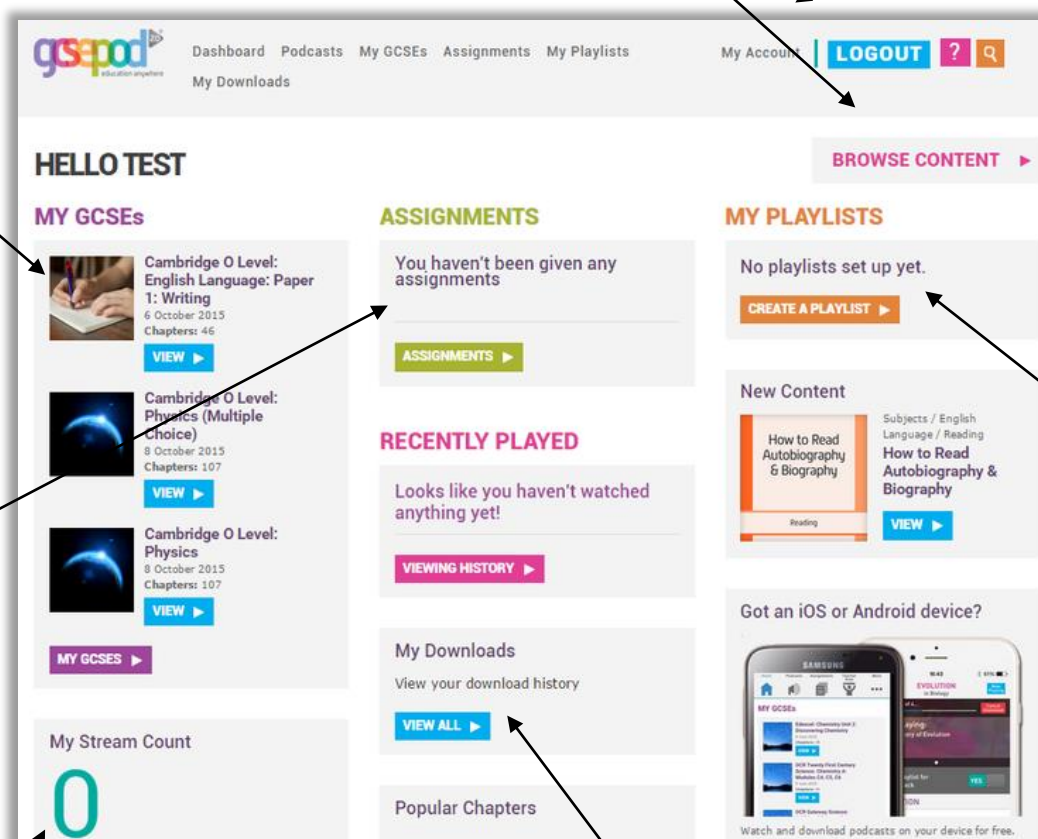 gcsepod
education anywhere
Dashboard Podcasts My GCSEs Assignments My Playlists
My Downloads
My Account
LOGOUT
?
HELLO TEST
BROWSE CONTENT
MY GCSEs
Cambridge O Level:
English Language: Paper
1: Writing
6 October 2015
Chapters: 46
VIEW
Cambridge O Level:
Physics (Multiple
Choice)
8 October 2015
Chapters: 107
VIEW
Cambridge O Level:
Physics
8 October 2015
Chapters: 107
VIEW
MY GCSES
My Stream Count
0
ASSIGNMENTS
You haven't been given any
assignments
ASSIGNMENTS
RECENTLY PLAYED
Looks like you haven't watched
anything yet!
VIEWING HISTORY
My Downloads
View your download history
VIEW ALL
Popular Chapters
MY PLAYLISTS
No playlists set up yet.
CREATE A PLAYLIST
New Content
How to Read
Autobiography
& Biography
Reading
Subjects / English
Language / Reading
How to Read
Autobiography &
Biography
VIEW
Got an iOS or Android device?
SAMSUNG
MY GCSEs
EVOLUTION
in Biology
YES
Watch and download podcasts on your device for free.